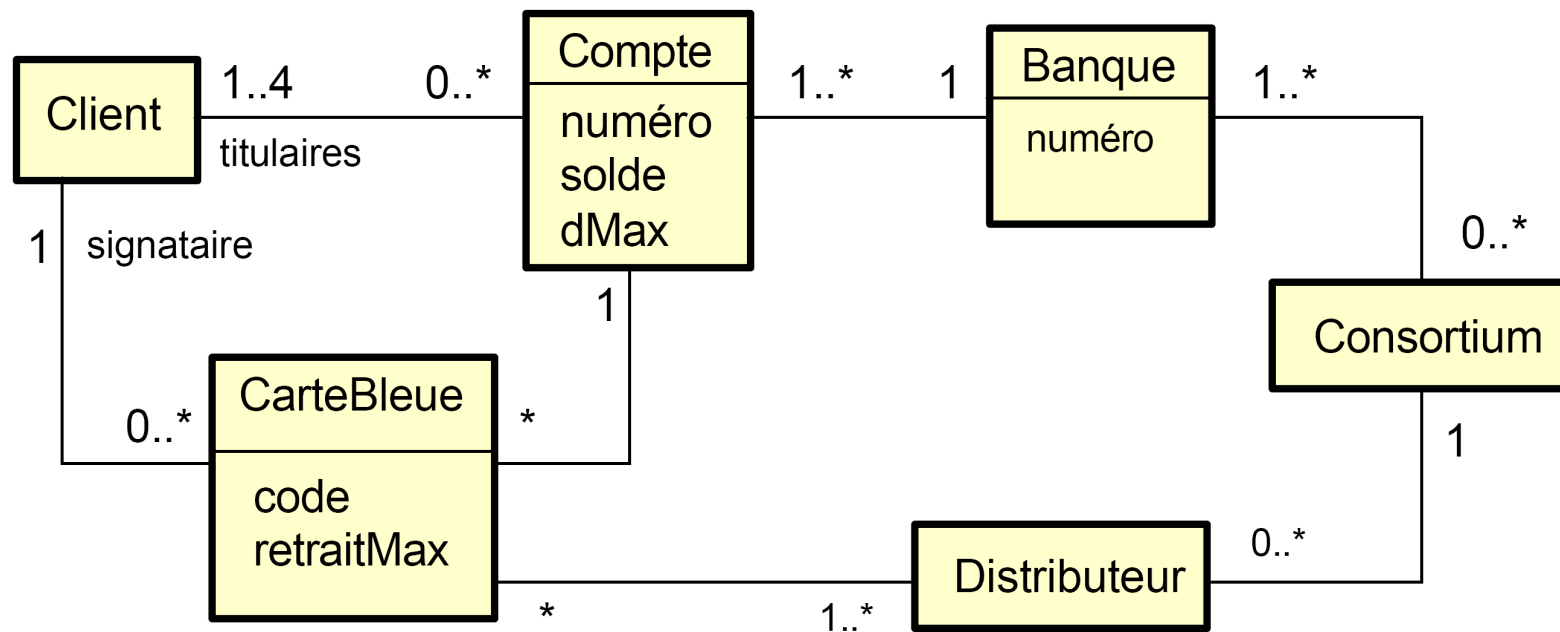 Client
1..4
titulaires
0..*
Compte
numéro
solde
dMax
1..*
1
Banque
numéro
1..*
0..*
Consortium
1
1
signataire
0..*
CarteBleue
code
retraitMax
1
*
*
1..*
Distributeur
0..*